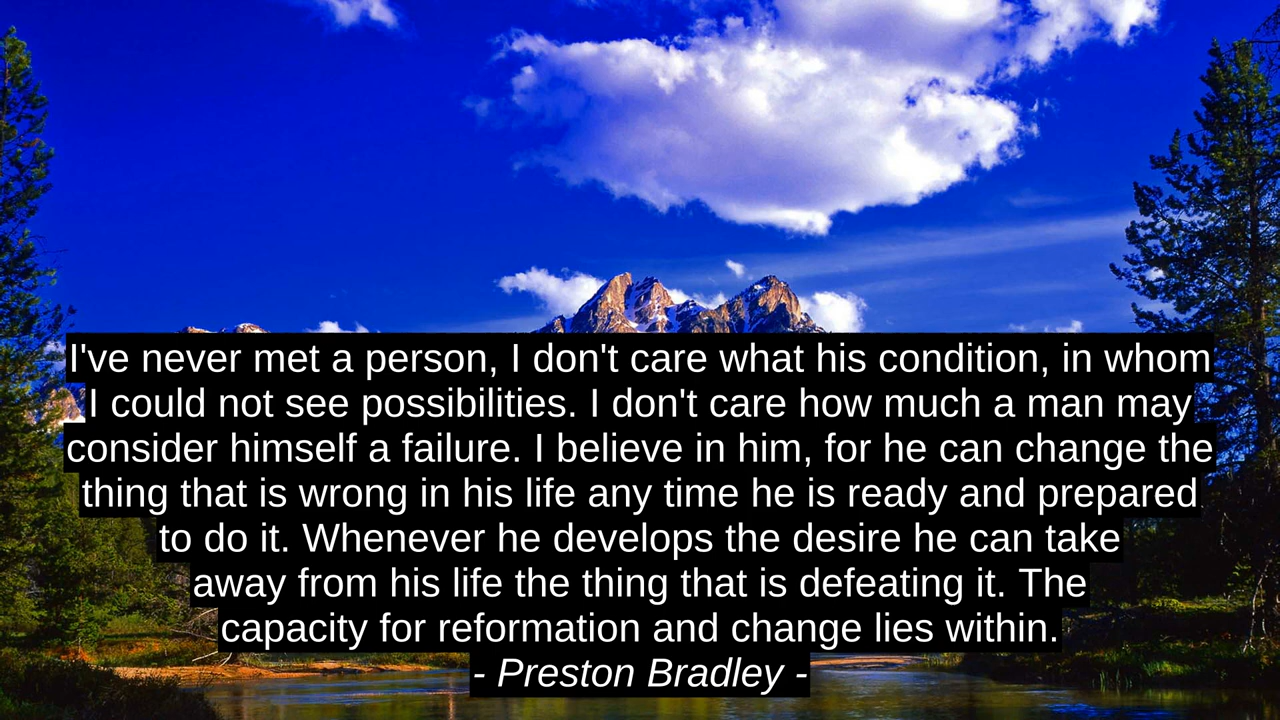 I've never met a person, I don't care what his condition, in whom
I could not see possibilities. I don't care how much a man may
consider himself a failure. I believe in him, for he can change the
thing that is wrong in his life any time he is ready and prepared
to do it. Whenever he develops the desire he can take
away from his life the thing that is defeating it. The
capacity for reformation and change lies within.
- Preston Bradley -